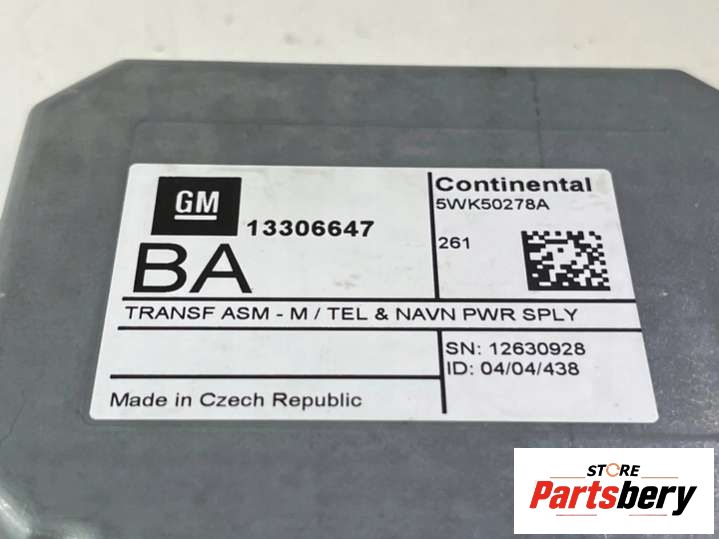 GM
13306647
BA
Continental
5WK50278A
261
TRANSF ASM - M / TEL & NAVN PWR SPLY
SN: 12630928
ID: 04/04/438
Made in Czech Republic
STORE
Partsbery